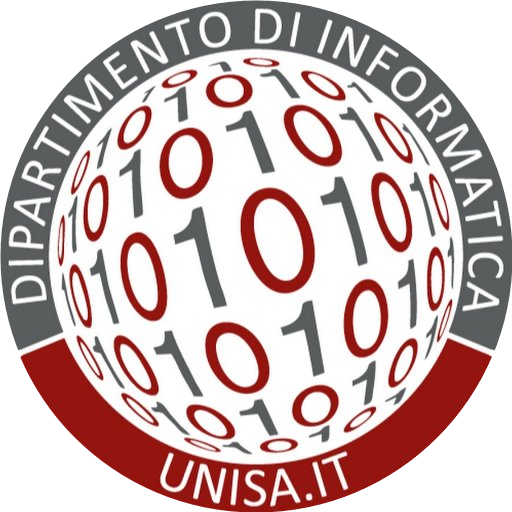 DIPARTIMENTO DI INFORMATICA
UNISA.IT